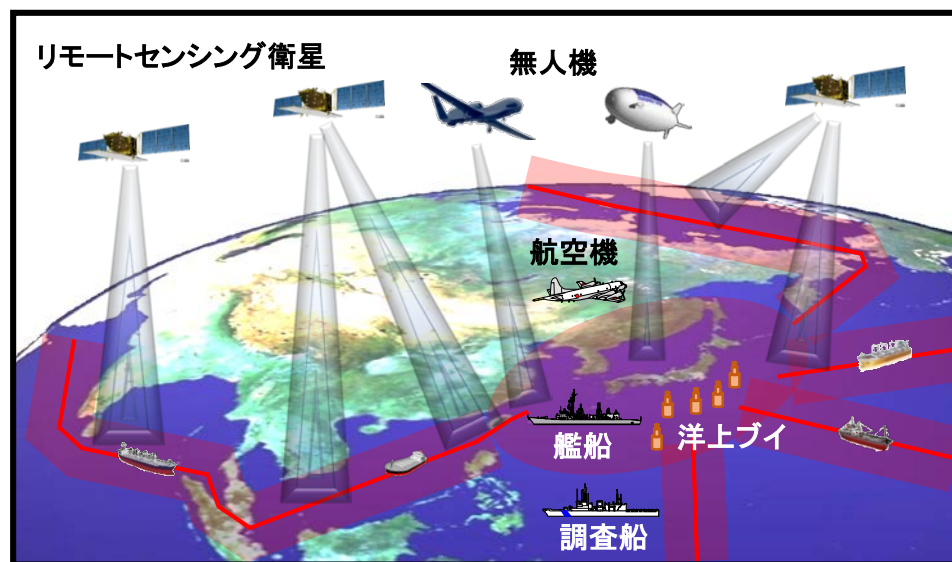 リモートセンシング衛星
無人機
航空機
艦船
洋上ブイ
調査船